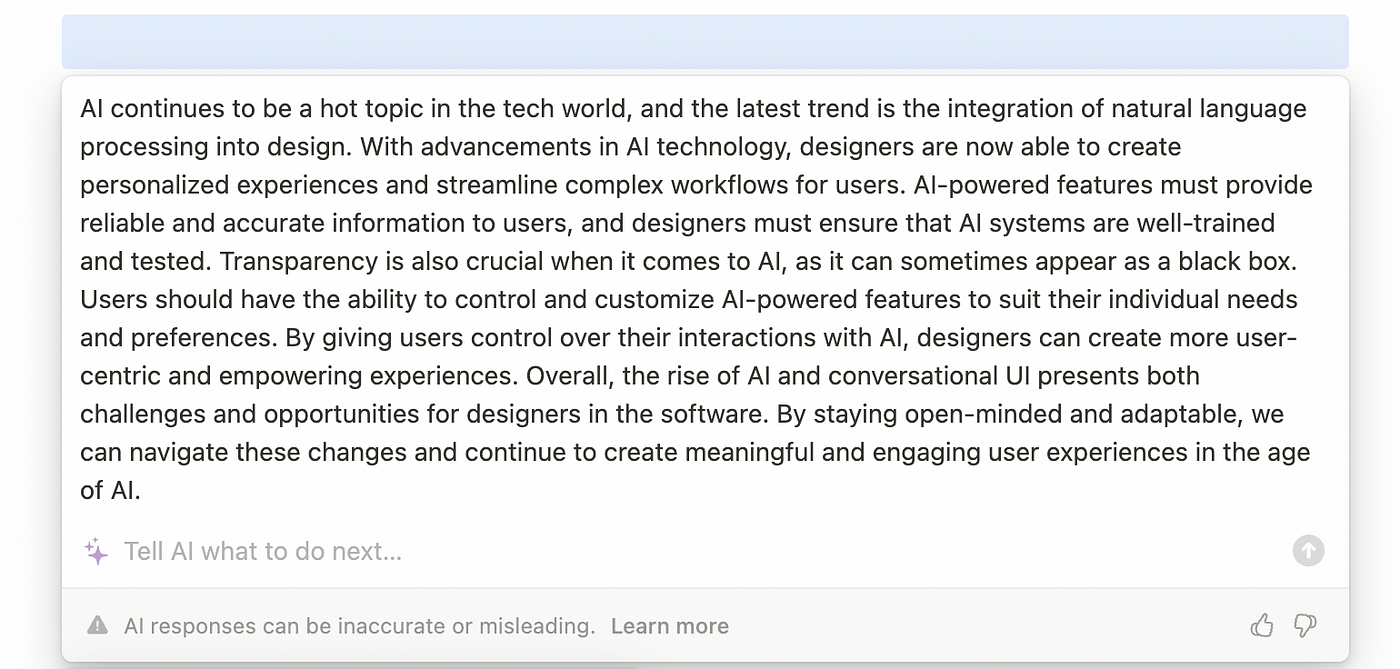 AI continues to be a hot topic in the tech world, and the latest trend is the integration of natural language
processing into design. With advancements in AI technology, designers are now able to create
personalized experiences and streamline complex workflows for users. AI-powered features must provide
reliable and accurate information to users, and designers must ensure that AI systems are well-trained
and tested. Transparency is also crucial when it comes to AI, as it can sometimes appear as a black box.
Users should have the ability to control and customize AI-powered features to suit their individual needs
and preferences. By giving users control over their interactions with AI, designers can create more user-
centric and empowering experiences. Overall, the rise of AI and conversational UI presents both
challenges and opportunities for designers in the software. By staying open-minded and adaptable, we
can navigate these changes and continue to create meaningful and engaging user experiences in the age
of AI.
Tell AI what to do next...
AI responses can be inaccurate or misleading. Learn more